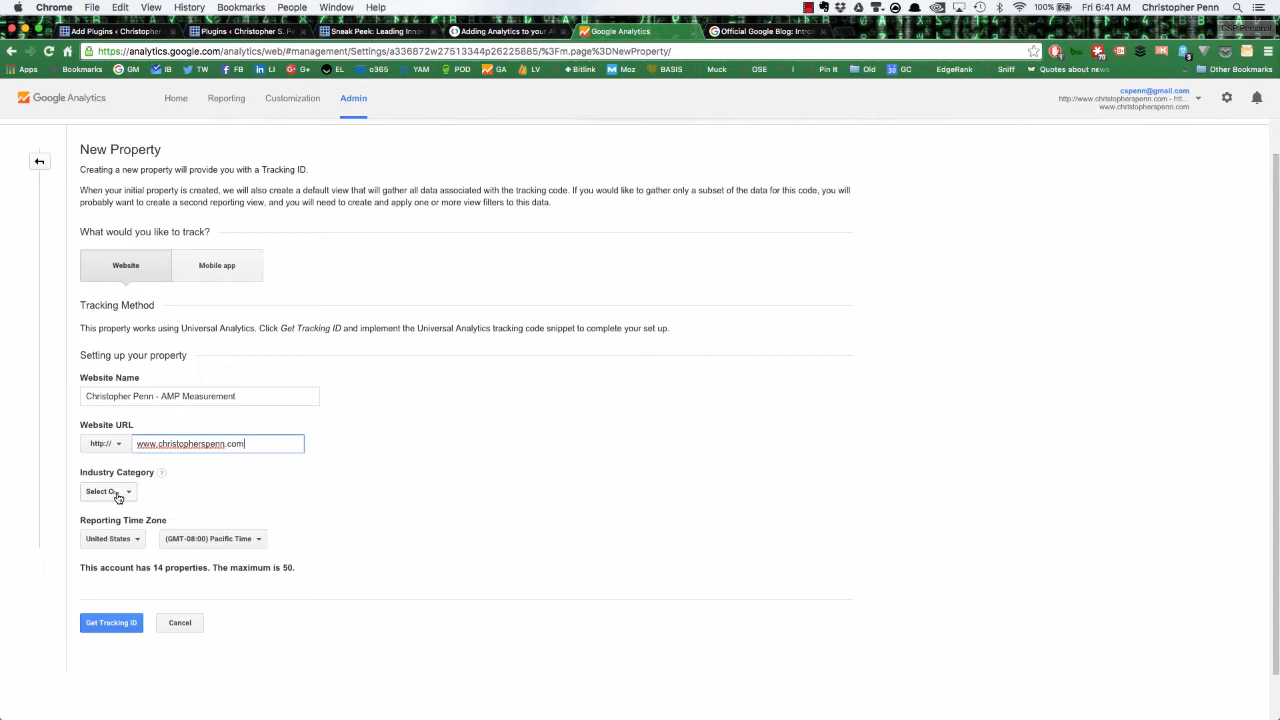 Chrome File Edit View History Bookmarks People Window Help 100% Fri 6:41 AM Christopher Penn
Add Plugins ‹ Christopher Plugins ‹ Christopher S. Pe Sneak Peek: Leading Innov Adding Analytics to your A Google Analytics Official Google Blog: Intro CSP Personal
https://analytics.google.com/analytics/web/#management/Settings/a336872w27513344p26225885/%3Fm.page%3DNewProperty/
Apps Bookmarks GM IB TW FB LI G+ EL o365 YAM POD GA LV Bitlink Moz BASIS Muck OSE Pin It Old GC EdgeRank Sniff Quotes about news Other Bookmarks
Google Analytics Home Reporting Customization Admin
cspenn@gmail.com
http://www.christopherspenn.com - htt...
www.christopherspenn.com
New Property
Creating a new property will provide you with a Tracking ID.
When your initial property is created, we will also create a default view that will gather all data associated with the tracking code. If you would like to gather only a subset of the data for this code, you will
probably want to create a second reporting view, and you will need to create and apply one or more view filters to this data.
What would you like to track?
Website Mobile app
Tracking Method
This property works using Universal Analytics. Click Get Tracking ID and implement the Universal Analytics tracking code snippet to complete your set up.
Setting up your property
Website Name
Christopher Penn - AMP Measurement
Website URL
http:// www.christopherspenn.com
Industry Category ?
Select
Reporting Time Zone
United States (GMT-08:00) Pacific Time
This account has 14 properties. The maximum is 50.
Get Tracking ID Cancel